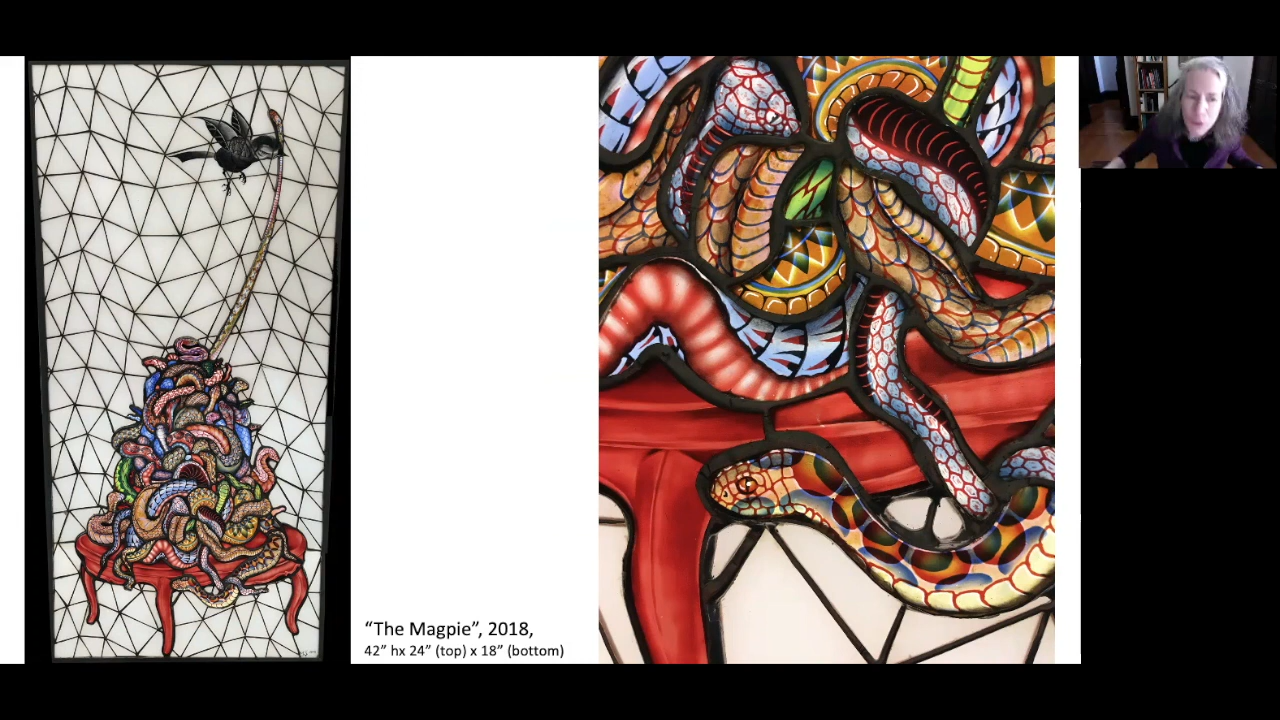 “The Magpie”, 2018,
42” hx 24” (top) x 18” (bottom)